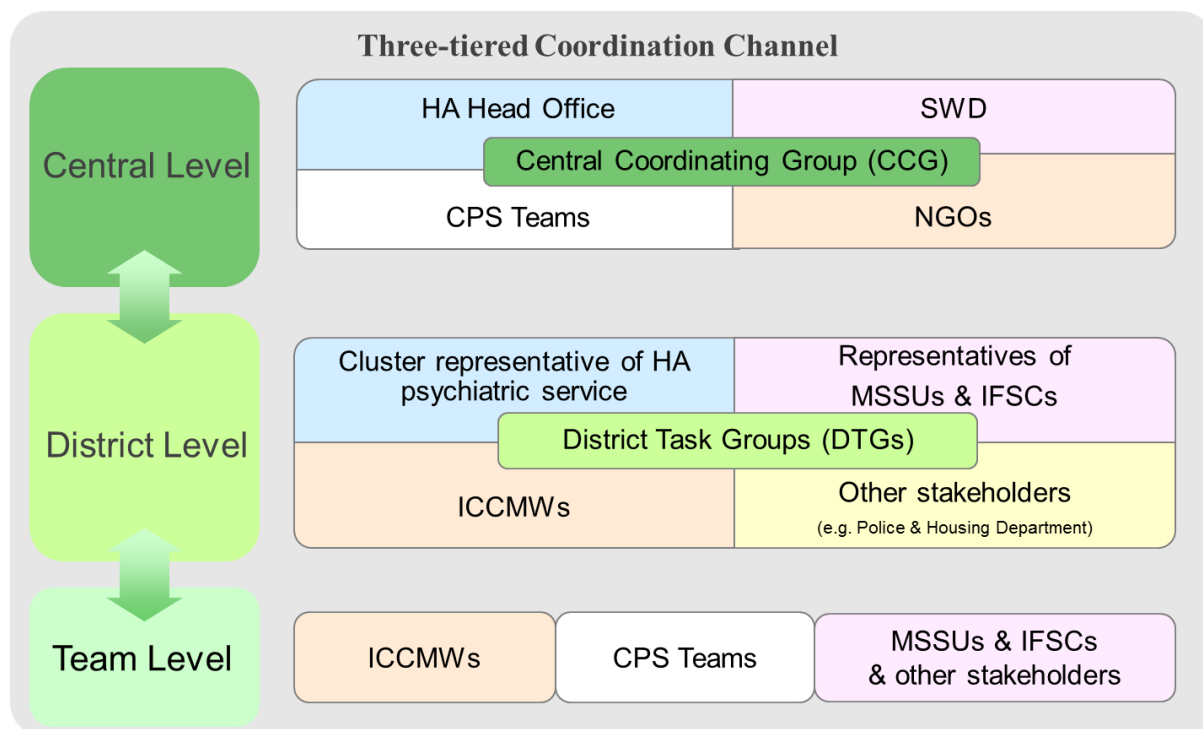 Three-tiered Coordination Channel
Central Level
HA Head Office
SWD
Central Coordinating Group (CCG)
CPS Teams
NGOs
District Level
Cluster representative of HA
psychiatric service
Representatives of
MSSUs & IFSCs
District Task Groups (DTGs)
ICCMWs
Other stakeholders
(e.g. Police & Housing Department)
Team Level
ICCMWs
CPS Teams
MSSUs & IFSCs
& other stakeholders